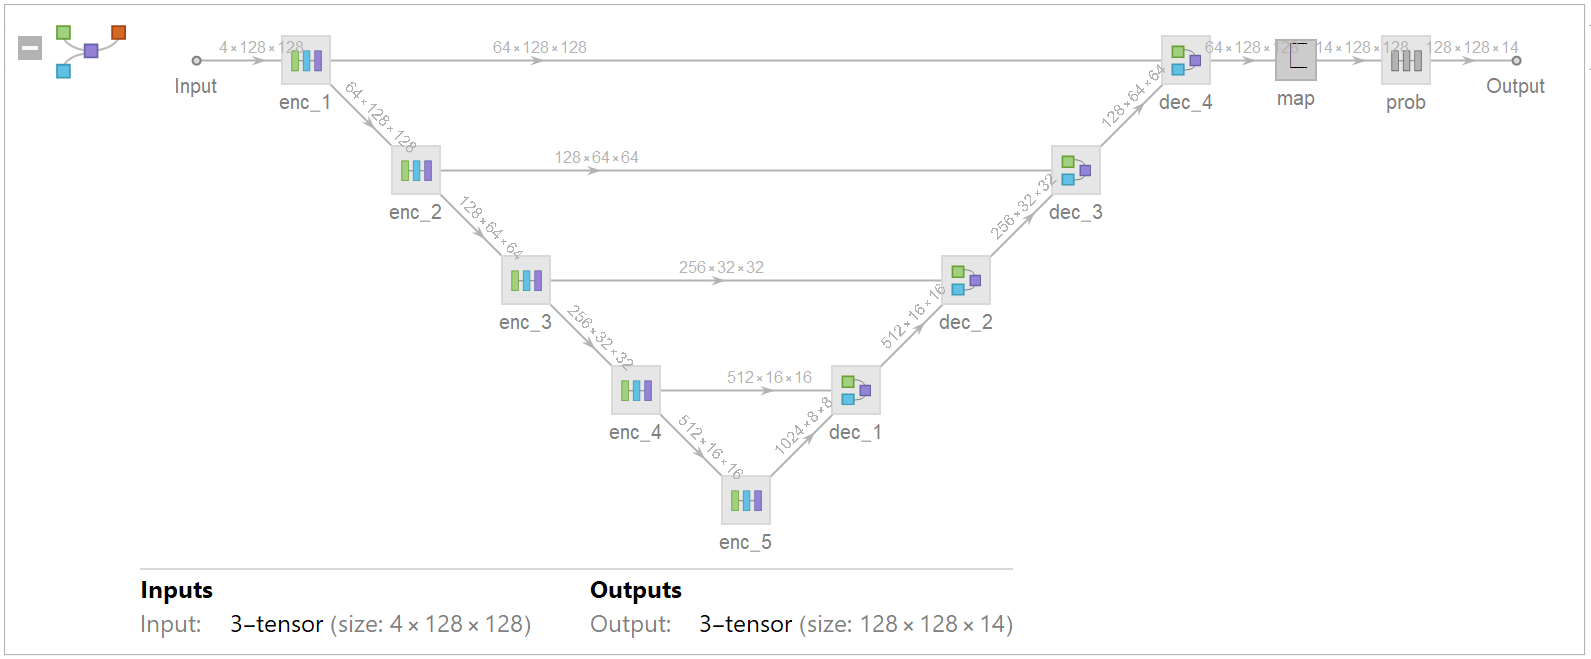 4×128×128
64×128×128
64×128×128
14×128×128
128×128×14
Input
enc_1
dec_4
map
prob
Output
64×128×128
128×64×64
128×64×64
enc_2
dec_3
128×64×64
256×32×32
256×32×32
enc_3
dec_2
256×32×32
512×16×16
512×16×16
enc_4
dec_1
512×16×16
1024×8×8
enc_5
Inputs
Outputs
Input: 3–tensor (size: 4×128×128)
Output: 3–tensor (size: 128×128×14)